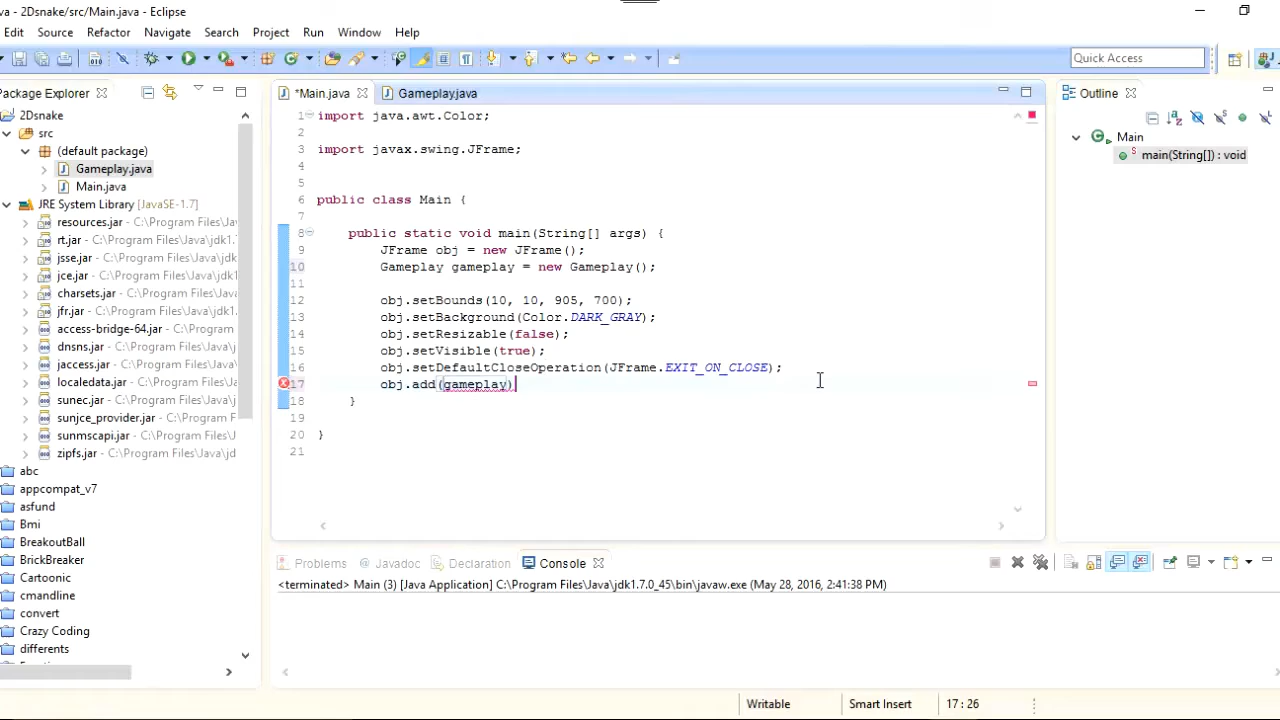 va - 2Dsnake/src/Main.java - Eclipse
Edit Source Refactor Navigate Search Project Run Window Help
Quick Access
Package Explorer
*Main.java
Gameplay.java
Outline
2Dsnake
src
(default package)
Gameplay.java
Main.java
JRE System Library [JavaSE-1.7]
resources.jar - C:\Program Files\Java\
rt.jar - C:\Program Files\Java\jdk1.7
jsse.jar - C:\Program Files\Java\jdk
jce.jar - C:\Program Files\Java\jdk1
charsets.jar - C:\Program Files\Java
jfr.jar - C:\Program Files\Java\jdk1.
access-bridge-64.jar - C:\Program
dnsns.jar - C:\Program Files\Java\j
jaccess.jar - C:\Program Files\Java\
localedata.jar - C:\Program Files\Ja
sunec.jar - C:\Program Files\Java\j
sunjce_provider.jar - C:\Program F
sunmscapi.jar - C:\Program Files\J
zipfs.jar - C:\Program Files\Java\jd
abc
appcompat_v7
asfund
Bmi
BreakoutBall
BrickBreaker
Cartoonic
cmandline
convert
Crazy Coding
differents
1 import java.awt.Color;
2
3 import javax.swing.JFrame;
4
5
6 public class Main {
7
8 public static void main(String[] args) {
9 JFrame obj = new JFrame();
10 Gameplay gameplay = new Gameplay();
11
12 obj.setBounds(10, 10, 905, 700);
13 obj.setBackground(Color.DARK_GRAY);
14 obj.setResizable(false);
15 obj.setVisible(true);
16 obj.setDefaultCloseOperation(JFrame.EXIT_ON_CLOSE);
17 obj.add(gameplay)
18 }
19
20 }
21
Main
main(String[]) : void
Problems @ Javadoc Declaration Console
<terminated> Main (3) [Java Application] C:\Program Files\Java\jdk1.7.0_45\bin\javaw.exe (May 28, 2016, 2:41:38 PM)
Writable Smart Insert 17 : 26